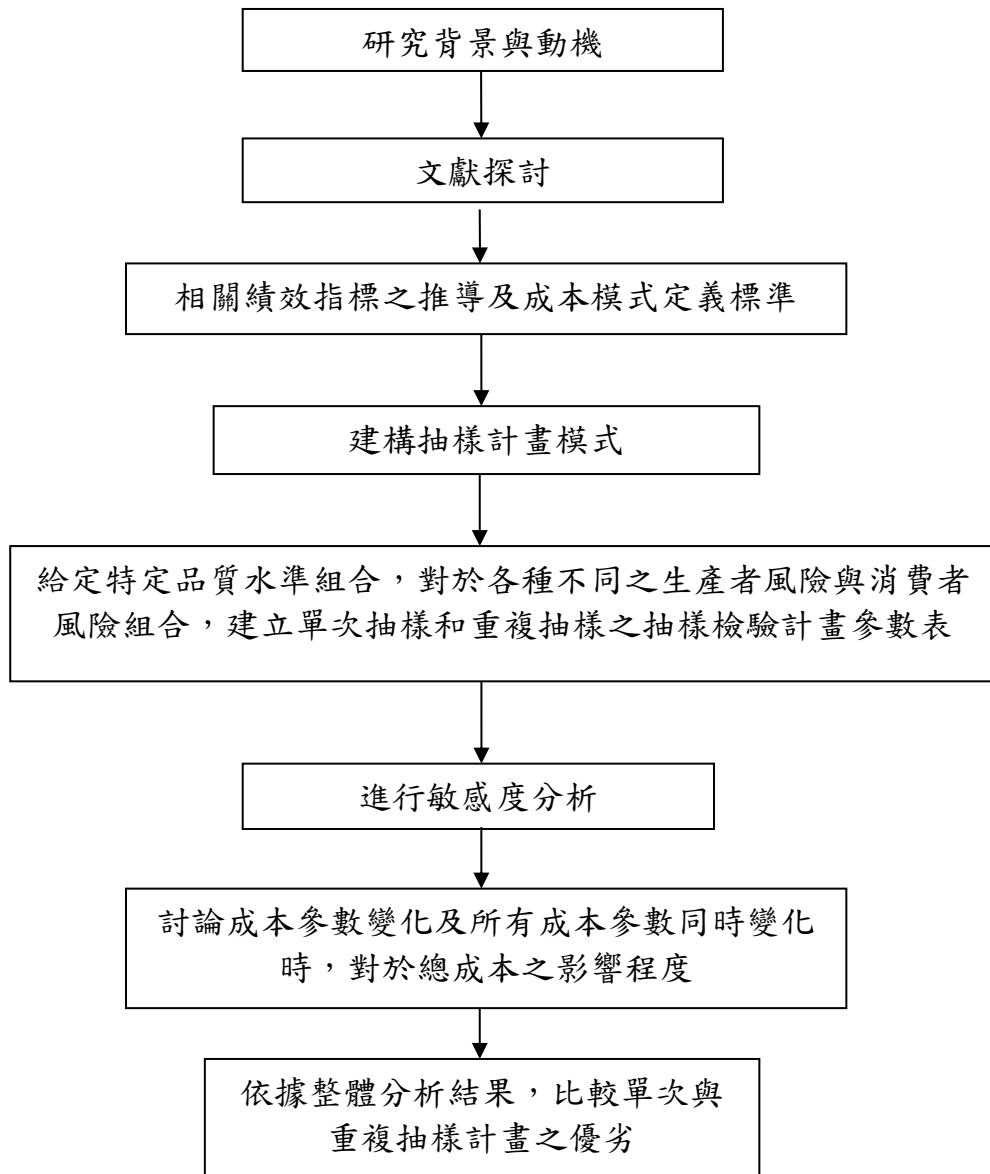 研究背景與動機
文獻探討
相關績效指標之推導及成本模式定義標準
建構抽樣計畫模式
給定特定品質水準組合，對於各種不同之生產者風險與消費者
風險組合，建立單次抽樣和重複抽樣之抽樣檢驗計畫參數表
進行敏感度分析
討論成本參數變化及所有成本參數同時變化
時，對於總成本之影響程度
依據整體分析結果，比較單次與
重複抽樣計畫之優劣